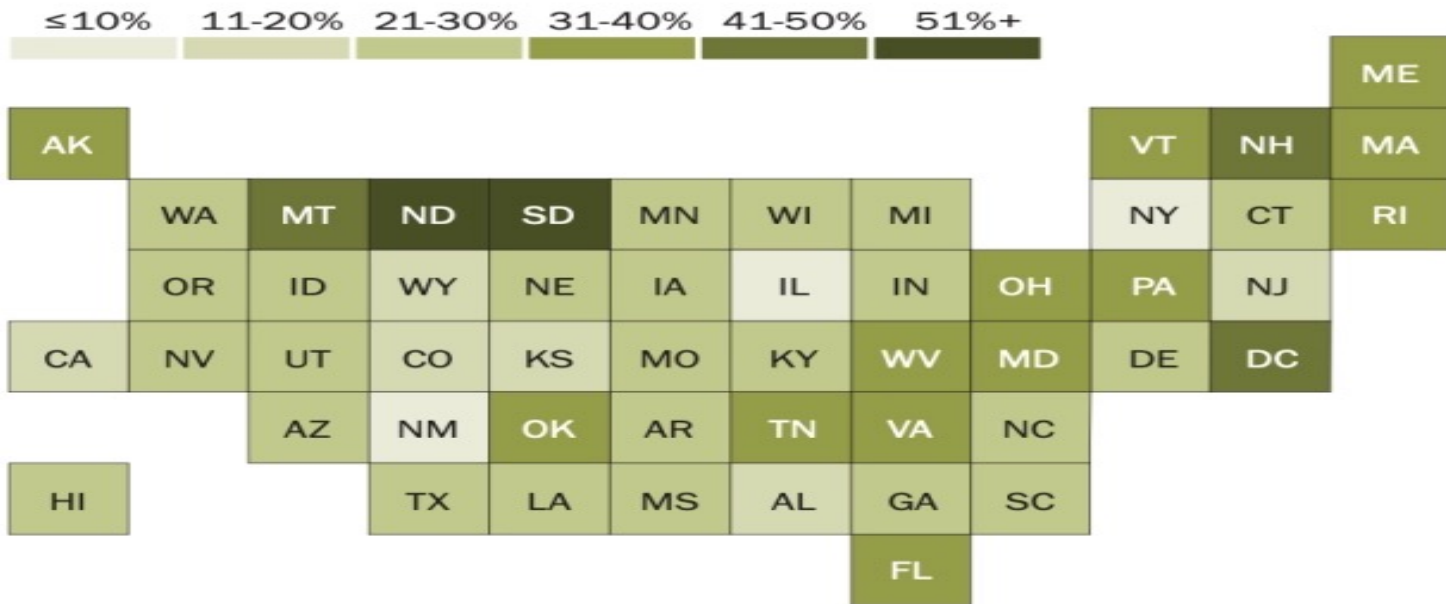 ≤10% 11-20% 21-30% 31-40% 41-50% 51%+
ME
AK VT NH MA
WA MT ND SD MN WI MI NY CT RI
OR ID WY NE IA IL IN OH PA NJ
CA NV UT CO KS MO KY WV MD DE DC
AZ NM OK AR TN VA NC
HI TX LA MS AL GA SC
FL